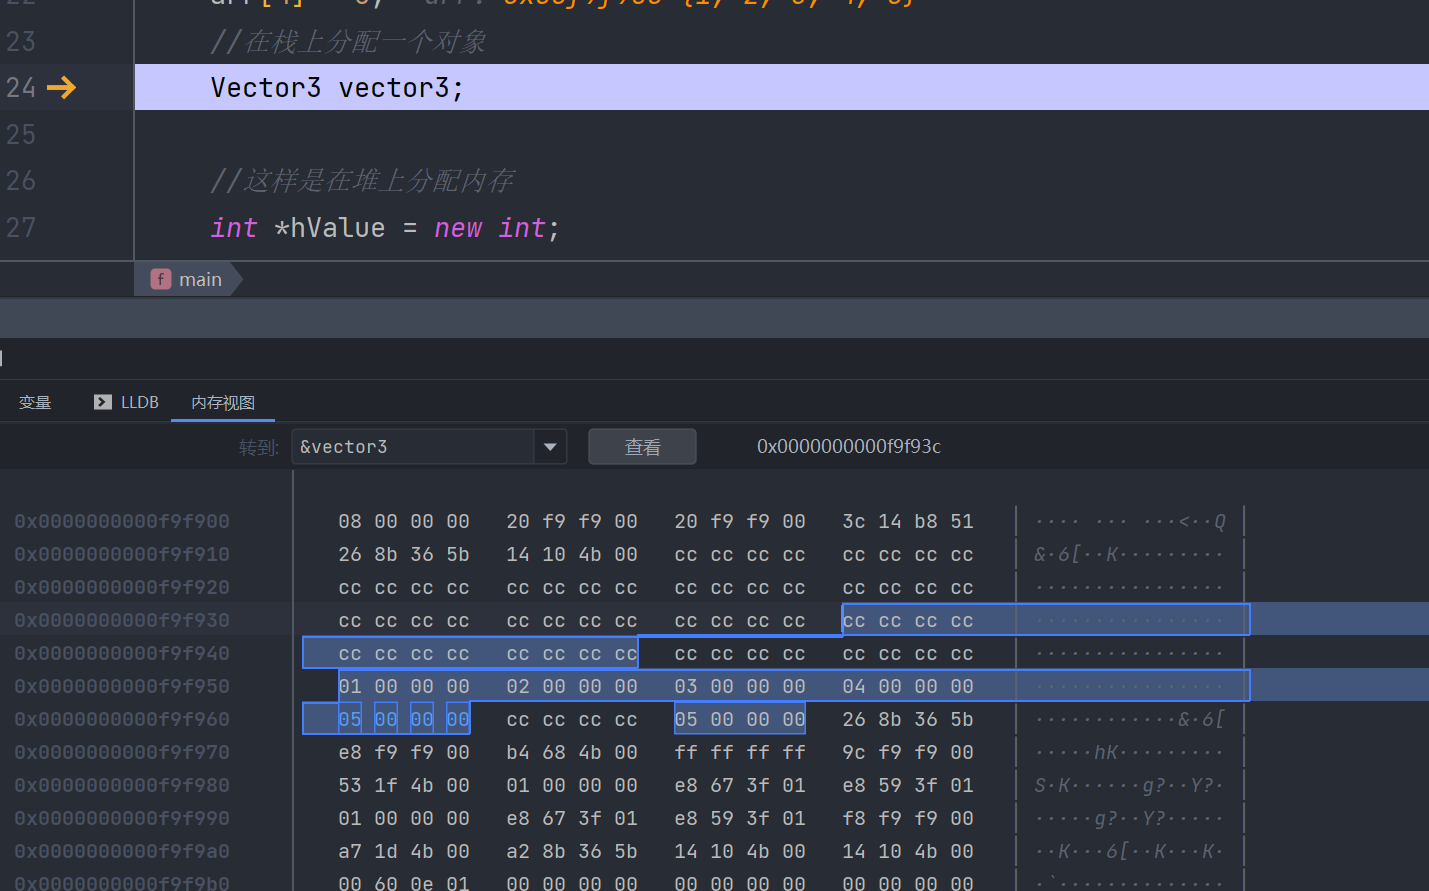 23 //在栈上分配一个对象
24 Vector3 vector3;
25
26 //这样是在堆上分配内存
27 int *hValue = new int;
f main
变量 LLDB 内存视图
转到: &vector3 查看 0x0000000000f9f93c
0x0000000000f9f900 08 00 00 00 20 f9 f9 00 20 f9 f9 00 3c 14 b8 51 ···· ··· ···<··Q
0x0000000000f9f910 26 8b 36 5b 14 10 4b 00 cc cc cc cc cc cc cc cc &·6[··K·········
0x0000000000f9f920 cc cc cc cc cc cc cc cc cc cc cc cc cc cc cc cc ················
0x0000000000f9f930 cc cc cc cc cc cc cc cc cc cc cc cc cc cc cc cc ················
0x0000000000f9f940 cc cc cc cc cc cc cc cc cc cc cc cc cc cc cc cc ················
0x0000000000f9f950 01 00 00 00 02 00 00 00 03 00 00 00 04 00 00 00 ················
0x0000000000f9f960 05 00 00 00 cc cc cc cc 05 00 00 00 26 8b 36 5b ············&·6[
0x0000000000f9f970 e8 f9 f9 00 b4 68 4b 00 ff ff ff ff 9c f9 f9 00 ·····hK·········
0x0000000000f9f980 53 1f 4b 00 01 00 00 00 e8 67 3f 01 e8 59 3f 01 S·K······g?··Y?·
0x0000000000f9f990 01 00 00 00 e8 67 3f 01 e8 59 3f 01 f8 f9 f9 00 ·····g?··Y?·····
0x0000000000f9f9a0 a7 1d 4b 00 a2 8b 36 5b 14 10 4b 00 14 10 4b 00 ··K···6[··K···K·
0x0000000000f9f9b0 00 60 0e 01 00 00 00 00 00 00 00 00 00 00 00 00 ·`··············